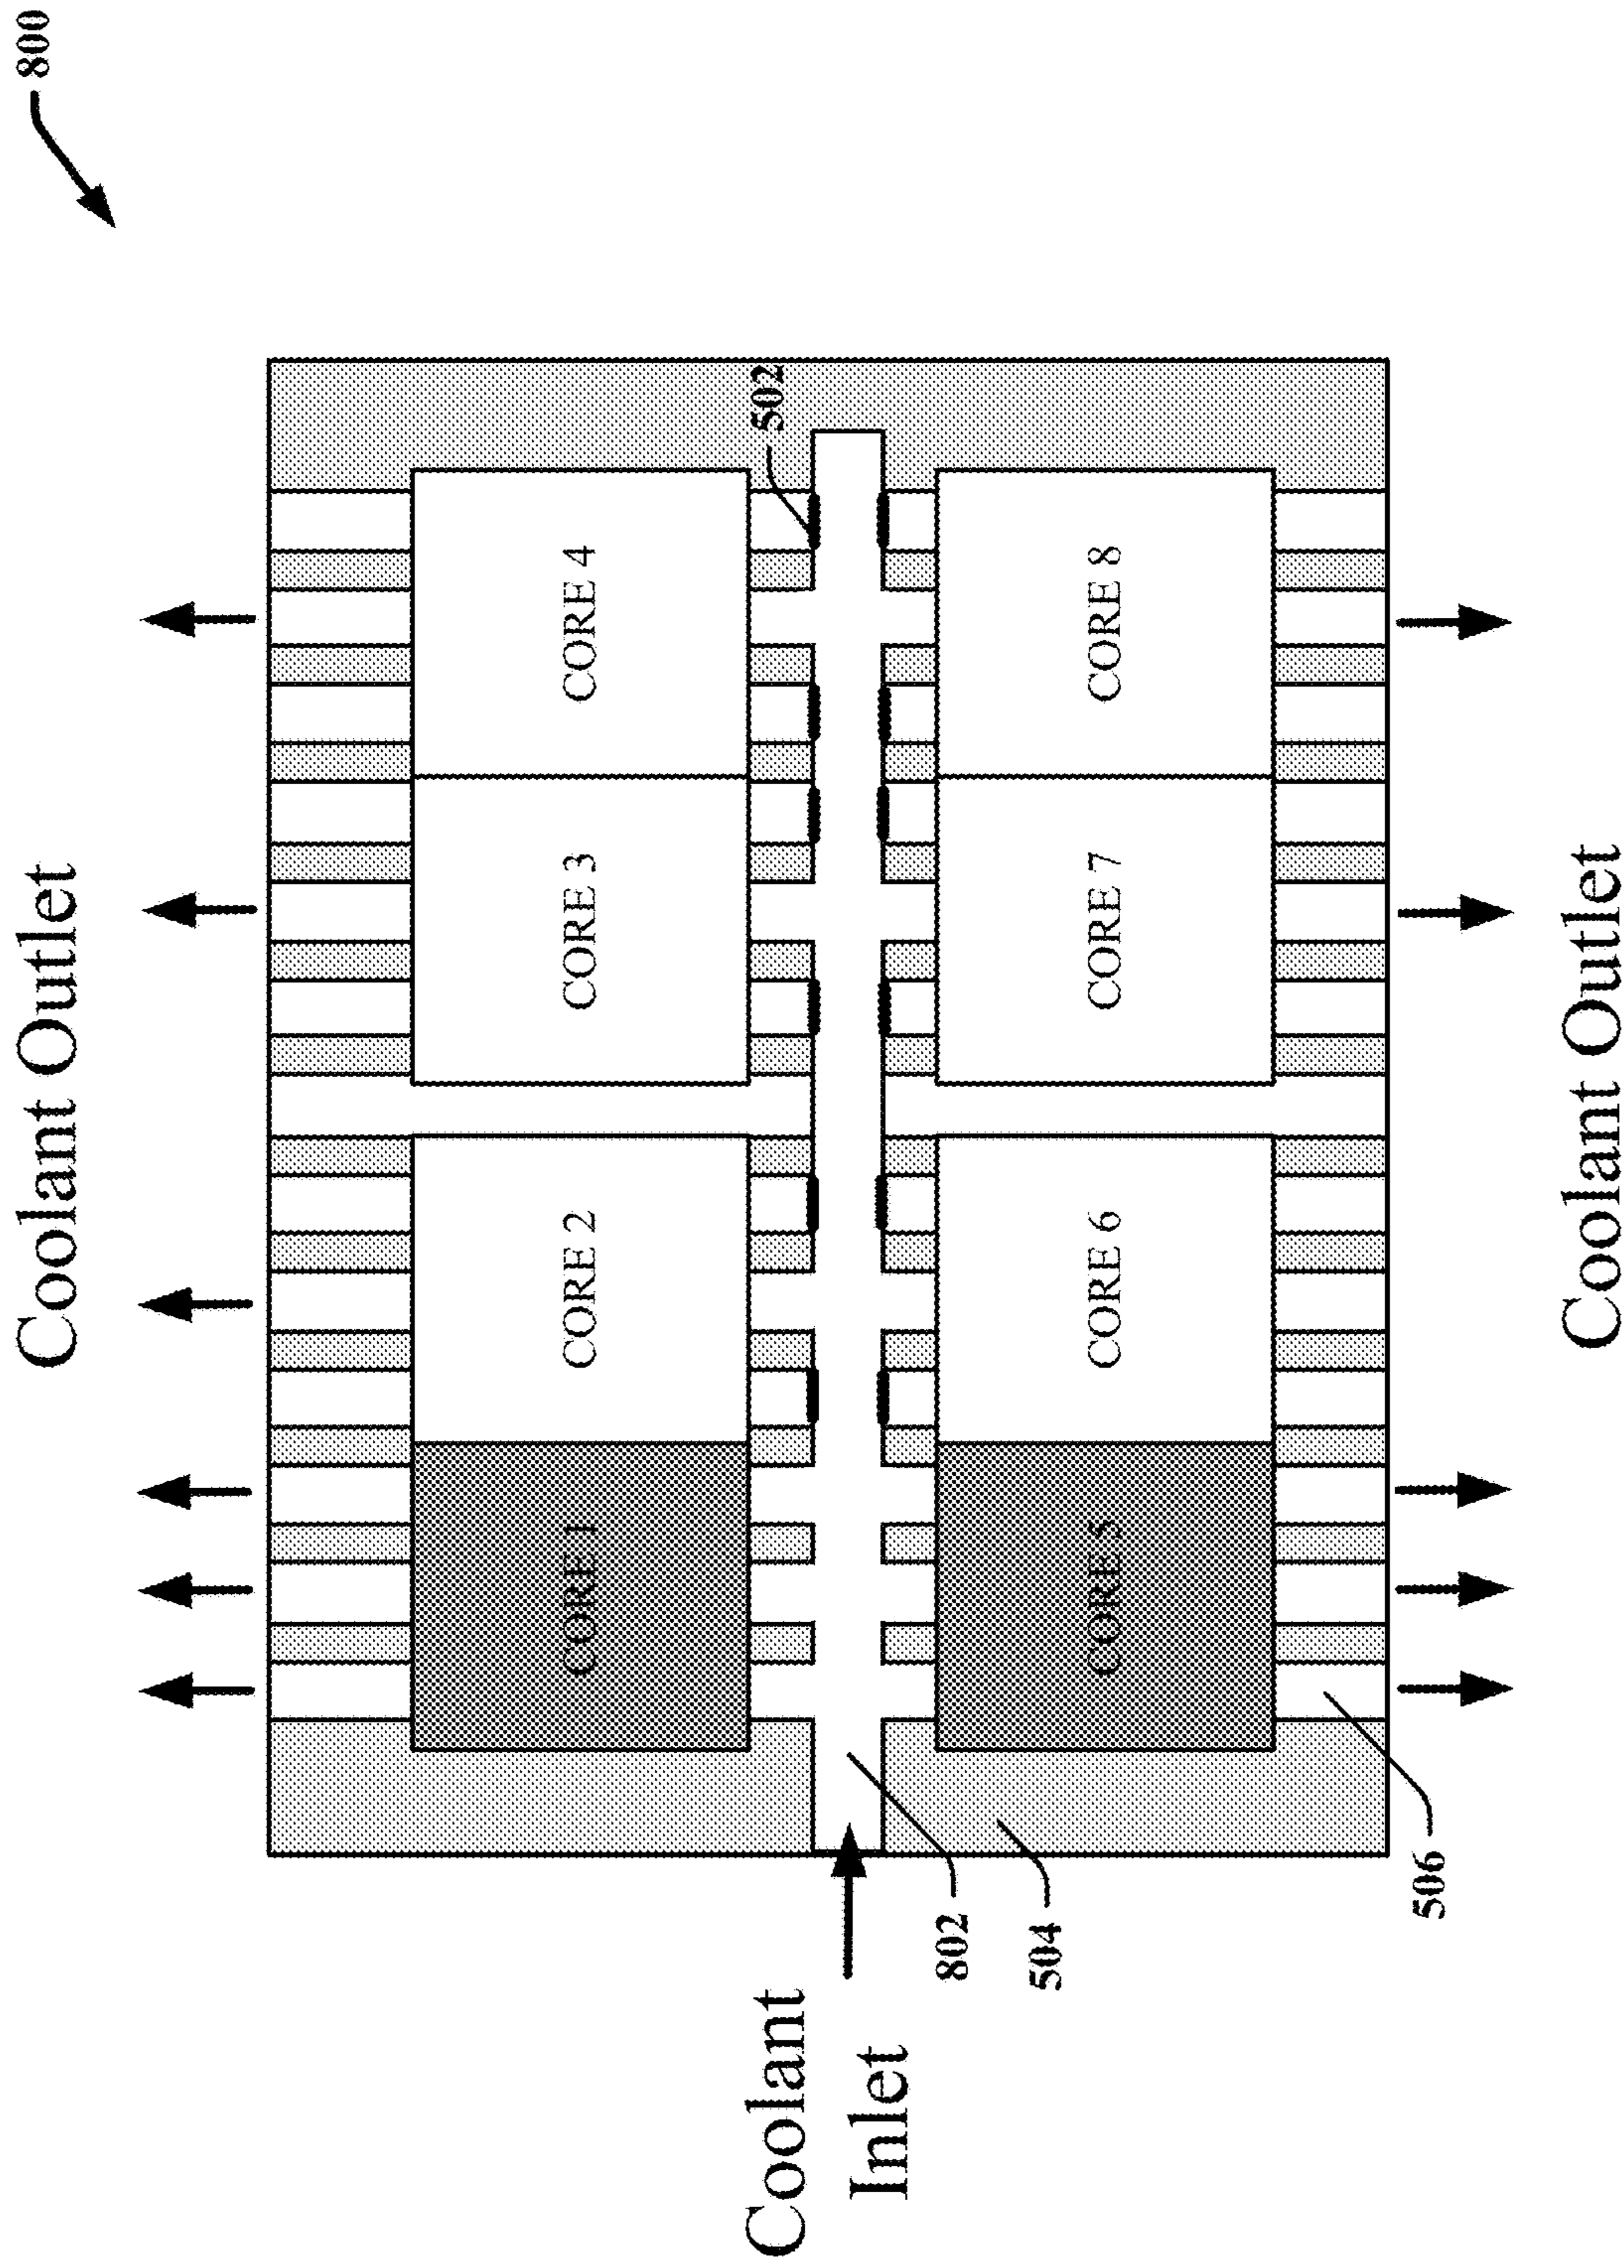 800
Coolant Outlet
502
CORE 1
CORE 2
CORE 3
CORE 4
CORE 5
CORE 6
CORE 7
CORE 8
Coolant
Inlet
802
504
506
Coolant Outlet